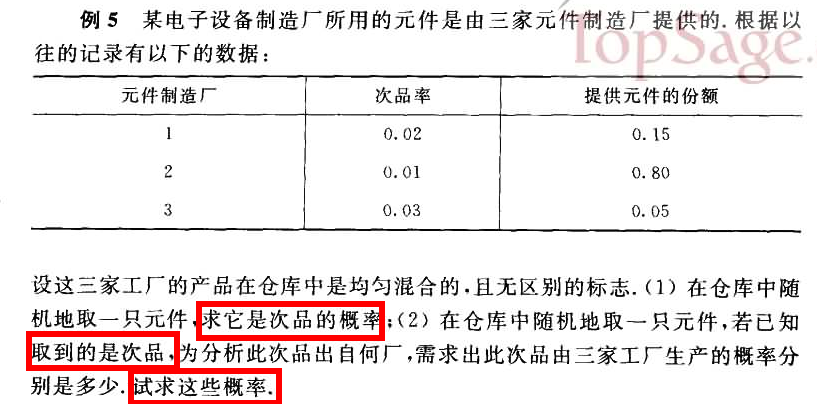 例 5 某电子设备制造厂所用的元件是由三家元件制造厂提供的. 根据以
往的记录有以下的数据:
TopSage.
元件制造厂 次品率 提供元件的份额
1 0.02 0.15
2 0.01 0.80
3 0.03 0.05
设这三家工厂的产品在仓库中是均匀混合的,且无区别的标志. (1) 在仓库中随
机地取一只元件,求它是次品的概率;(2) 在仓库中随机地取一只元件,若已知
取到的是次品,为分析此次品出自何厂,需求出此次品由三家工厂生产的概率分
别是多少. 试求这些概率.